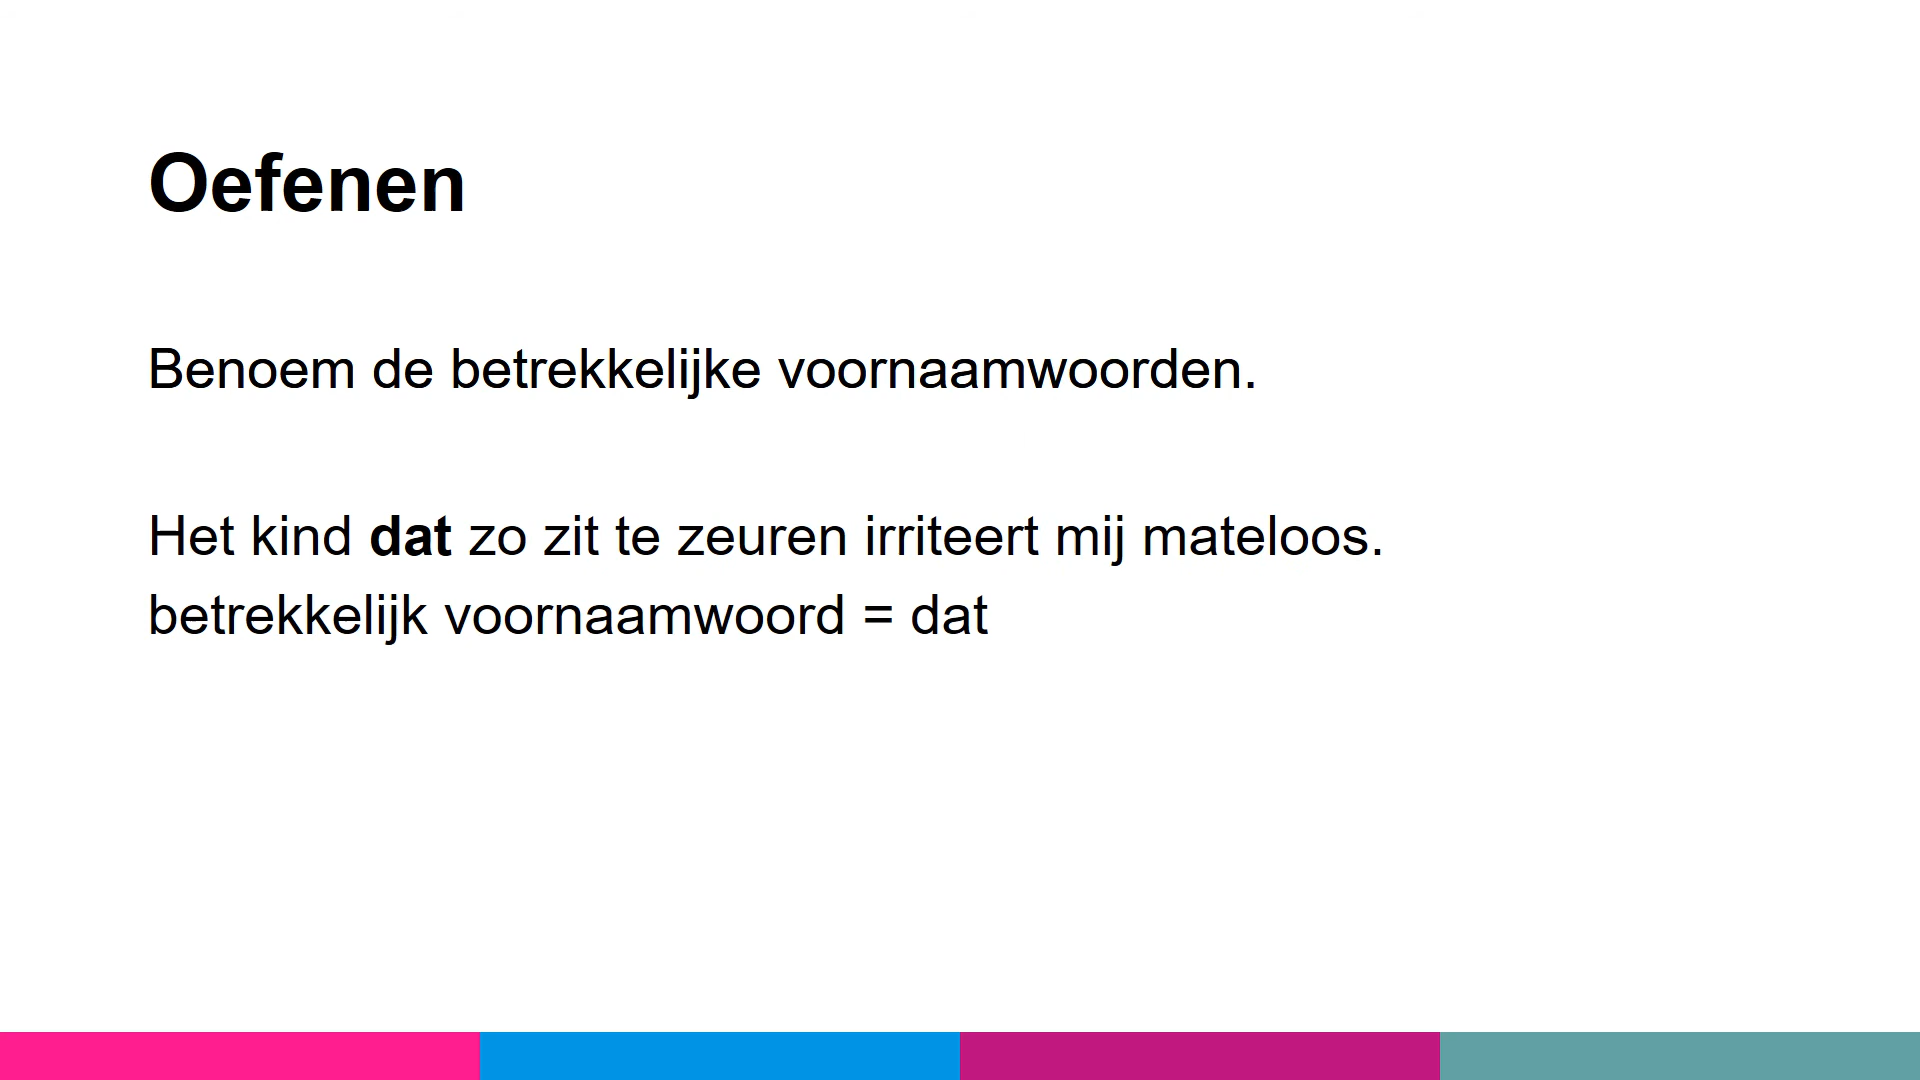 Oefenen
Benoem de betrekkelijke voornaamwoorden.
Het kind dat zo zit te zeuren irriteert mij mateloos.
betrekkelijk voornaamwoord = dat